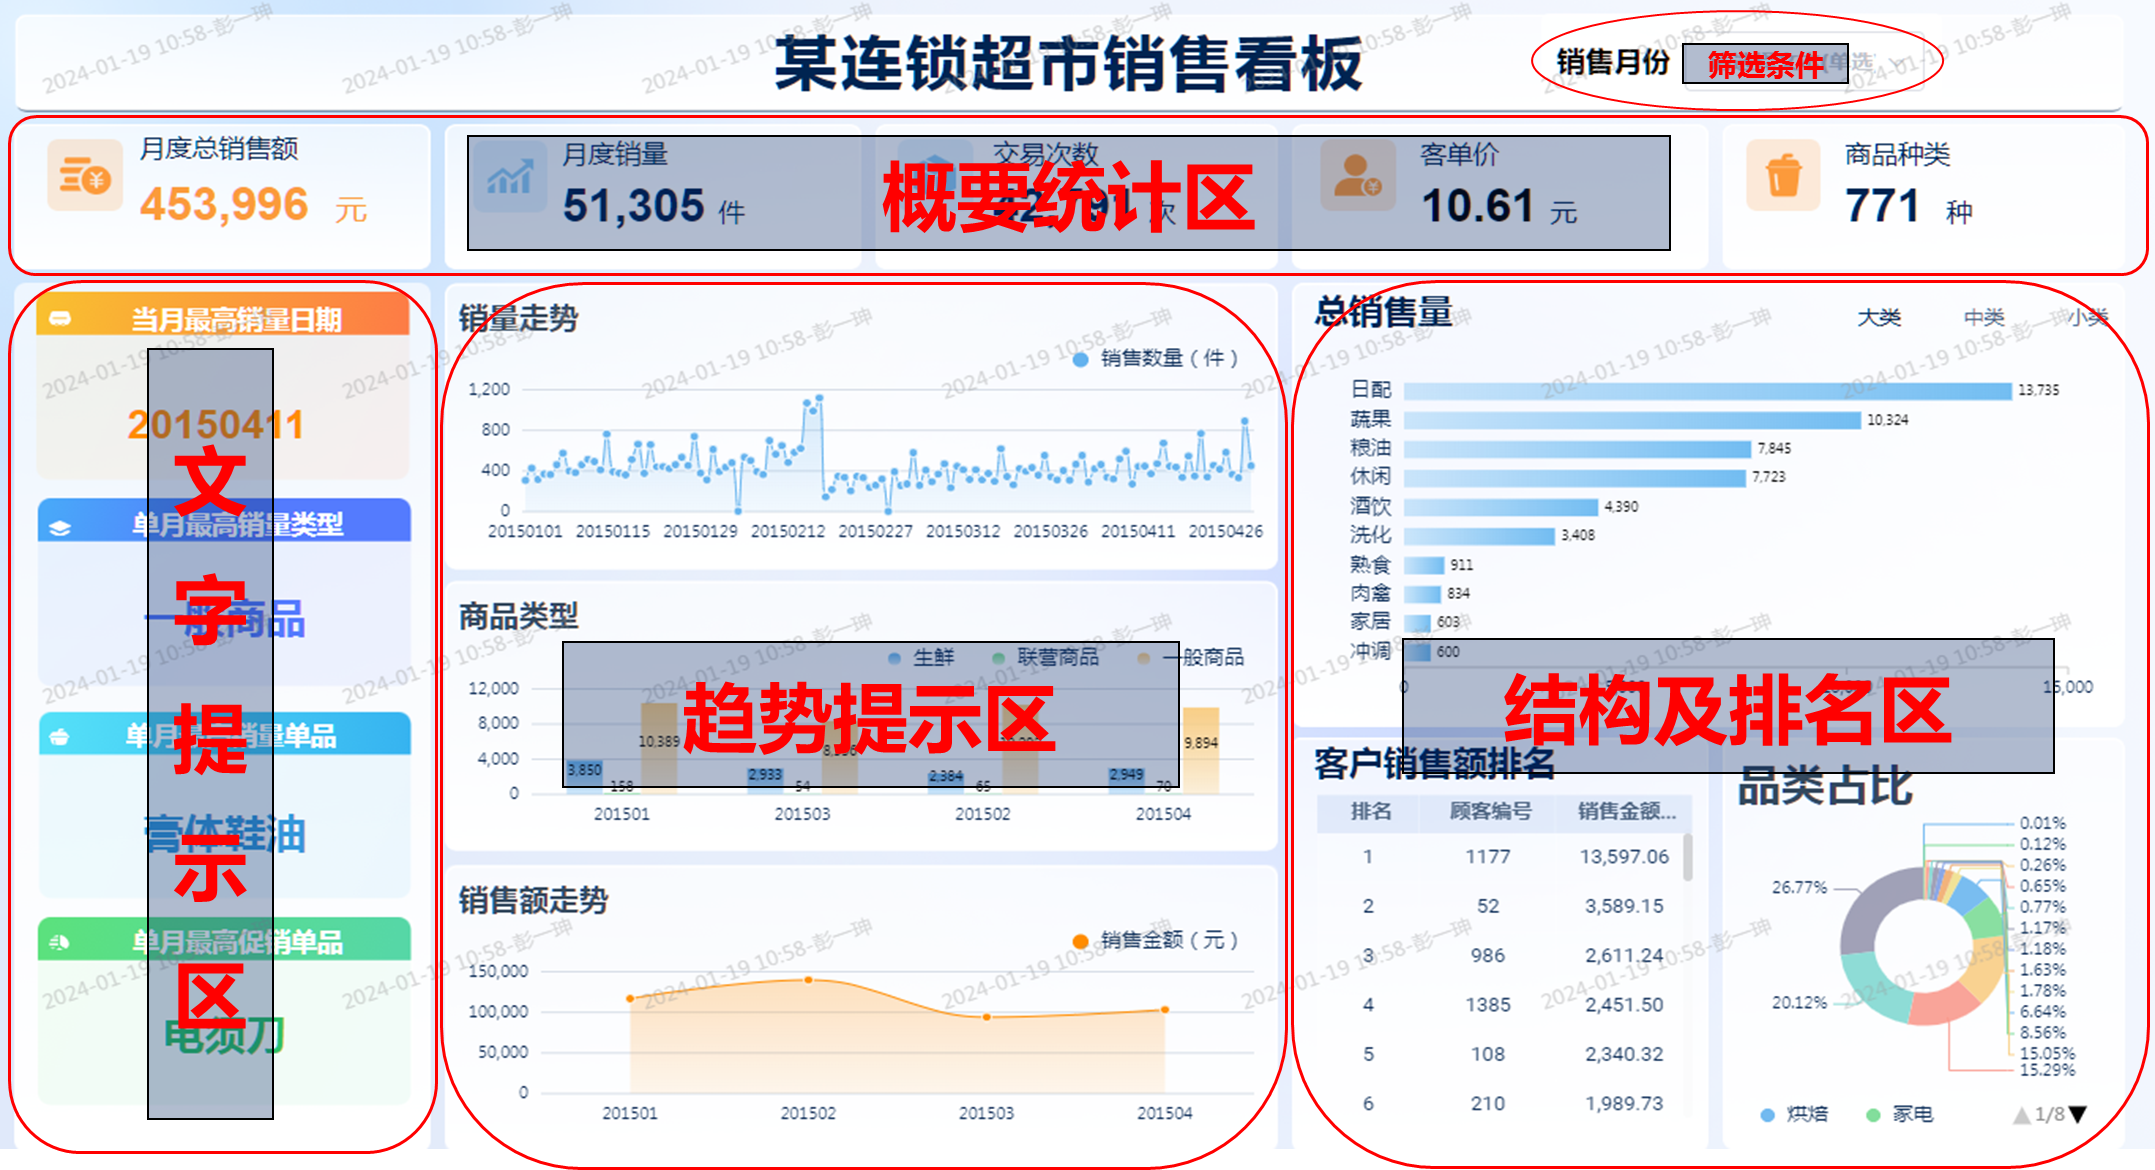 某连锁超市销售看板
销售月份
筛选条件
月度总销售额
453,996 元
月度销量
51,305 件
交易次数
次
客单价
10.61 元
商品种类
771 种
概要统计区
当月最高销量日期
20150411
单月最高销量类型
一般商品
单月最高销量单品
膏体鞋油
单月最高促销单品
电须刀
文字提示区
销量走势
销售数量(件)
1,200
800
400
0
20150101 20150115 20150129 20150212 20150227 20150312 20150326 20150411 20150426
商品类型
生鲜 联营商品 一般商品
12,000
8,000
4,000
0
3,850 158 10,389
2,933 54
2,384 65
2,949 70 9,894
201501 201503 201502 201504
趋势提示区
销售额走势
销售金额(元)
150,000
100,000
50,000
0
201501 201502 201503 201504
总销售量
大类 中类 小类
日配 13,735
蔬果 10,324
粮油 7,845
休闲 7,723
酒饮 4,390
洗化 3,408
熟食 911
肉禽 834
家居 603
冲调 600
0 15,000
结构及排名区
客户销售额排名
排名 顾客编号 销售金额...
1 1177 13,597.06
2 52 3,589.15
3 986 2,611.24
4 1385 2,451.50
5 108 2,340.32
6 210 1,989.73
品类占比
0.01%
0.12%
0.26%
0.65%
0.77%
1.17%
1.18%
1.63%
1.78%
6.64%
8.56%
15.05%
15.29%
20.12%
26.77%
烘焙 家电 1/8
2024-01-19 10:58-彭一珅